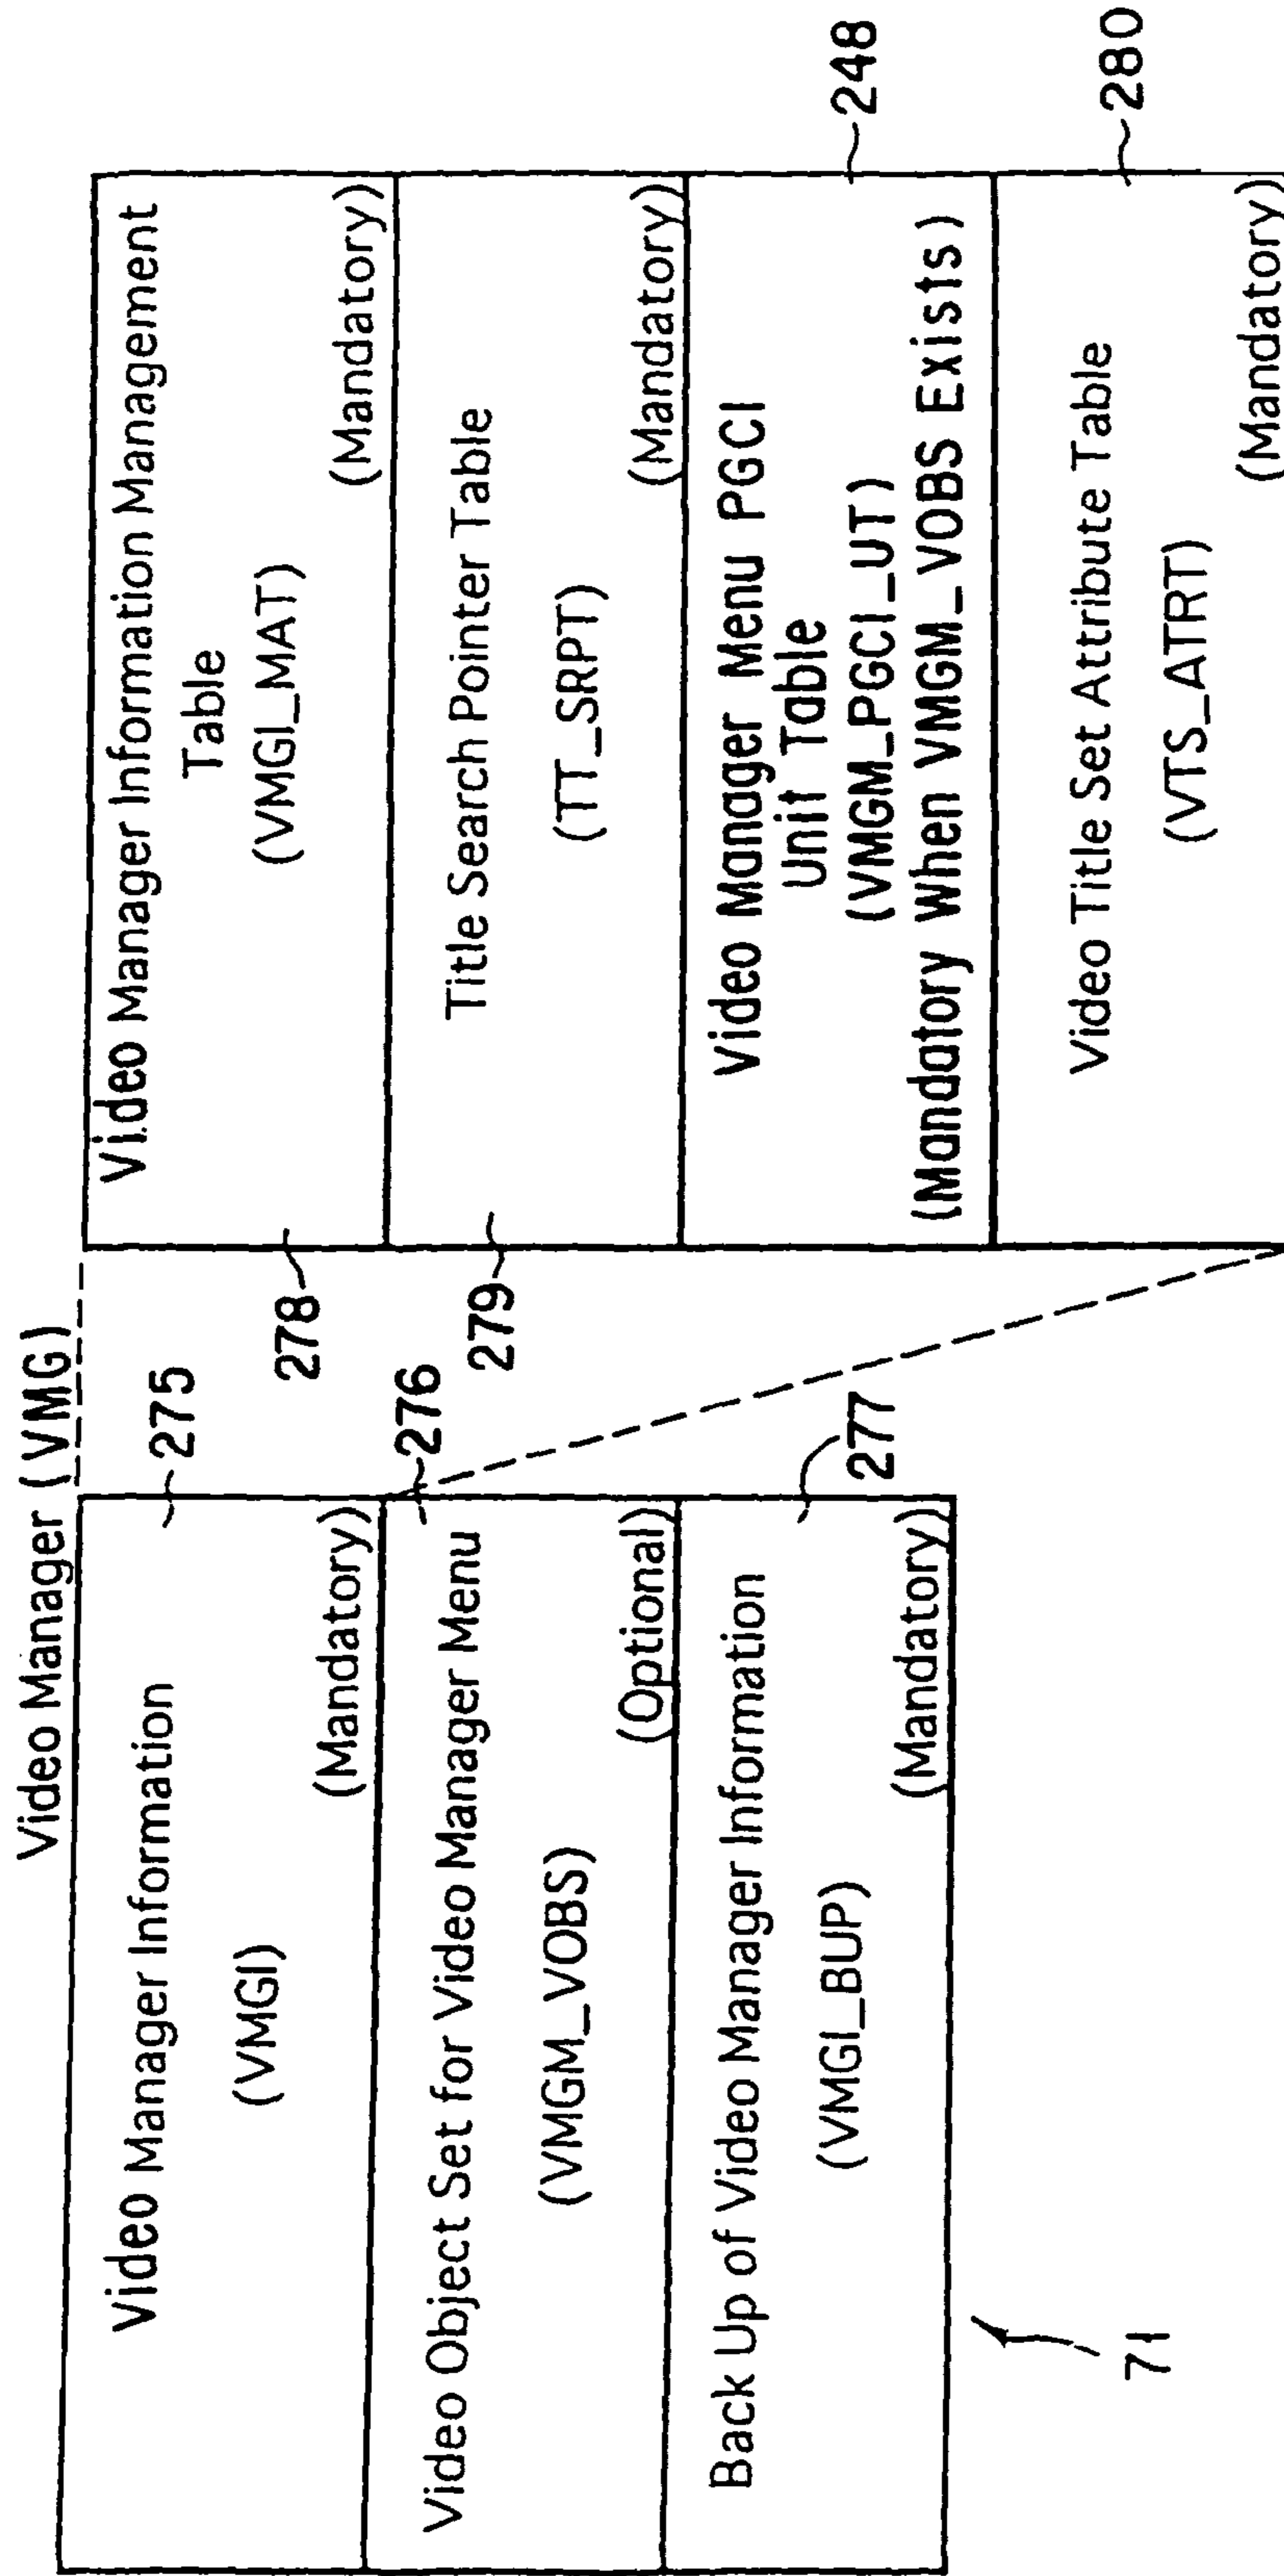 Video Manager (VMG)
Video Manager Information
(VMGI)
(Mandatory)
275
Video Object Set for Video Manager Menu
(VMGM_VOBS)
(Optional)
276
Back Up of Video Manager Information
(VMGI_BUP)
(Mandatory)
277
71
Video Manager Information Management
Table
(VMGI_MAT)
(Mandatory)
278
Title Search Pointer Table
(TT_SRPT)
(Mandatory)
279
Video Manager Menu PGCI
Unit Table
(VMGM_PGCI_UT)
(Mandatory When VMGM_VOBS Exists)
248
Video Title Set Attribute Table
(VTS_ATRT)
(Mandatory)
280